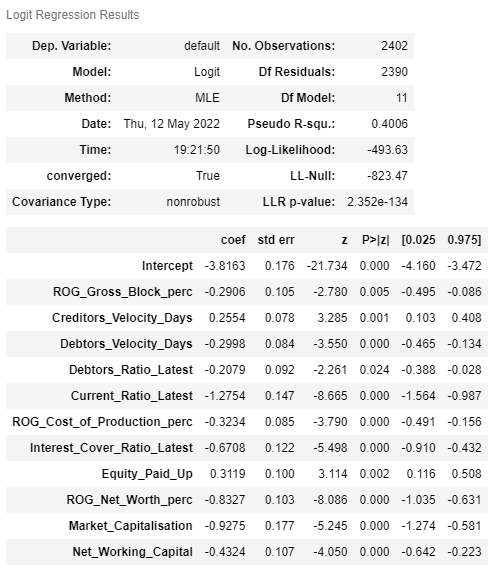 Logit Regression Results
Dep. Variable: default No. Observations: 2402
Model: Logit Df Residuals: 2390
Method: MLE Df Model: 11
Date: Thu, 12 May 2022 Pseudo R-squ.: 0.4006
Time: 19:21:50 Log-Likelihood: -493.63
converged: True LL-Null: -823.47
Covariance Type: nonrobust LLR p-value: 2.352e-134
coef std err z P>|z| [0.025 0.975]
Intercept -3.8163 0.176 -21.734 0.000 -4.160 -3.472
ROG_Gross_Block_perc -0.2906 0.105 -2.780 0.005 -0.495 -0.086
Creditors_Velocity_Days 0.2554 0.078 3.285 0.001 0.103 0.408
Debtors_Velocity_Days -0.2998 0.084 -3.550 0.000 -0.465 -0.134
Debtors_Ratio_Latest -0.2079 0.092 -2.261 0.024 -0.388 -0.028
Current_Ratio_Latest -1.2754 0.147 -8.665 0.000 -1.564 -0.987
ROG_Cost_of_Production_perc -0.3234 0.085 -3.790 0.000 -0.491 -0.156
Interest_Cover_Ratio_Latest -0.6708 0.122 -5.498 0.000 -0.910 -0.432
Equity_Paid_Up 0.3119 0.100 3.114 0.002 0.116 0.508
ROG_Net_Worth_perc -0.8327 0.103 -8.086 0.000 -1.035 -0.631
Market_Capitalisation -0.9275 0.177 -5.245 0.000 -1.274 -0.581
Net_Working_Capital -0.4324 0.107 -4.050 0.000 -0.642 -0.223